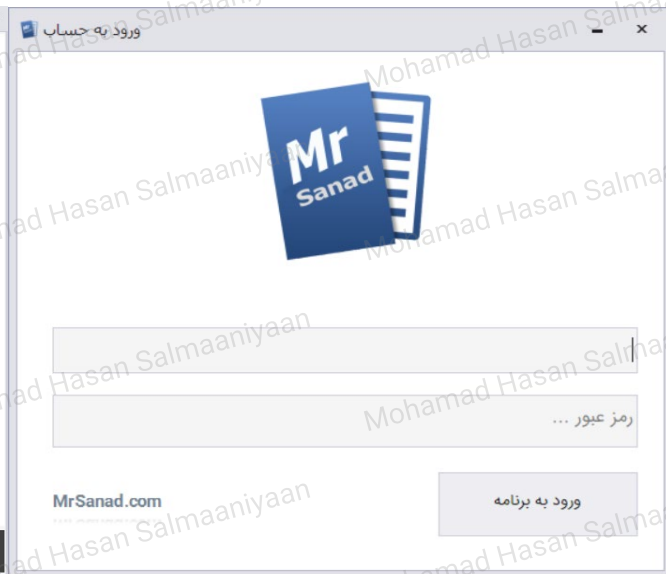 ورود به حساب
Mohamad Hasan Salmaaniyaan
Mr
Sanad
رمز عبور ...
ورود به برنامه
MrSanad.com